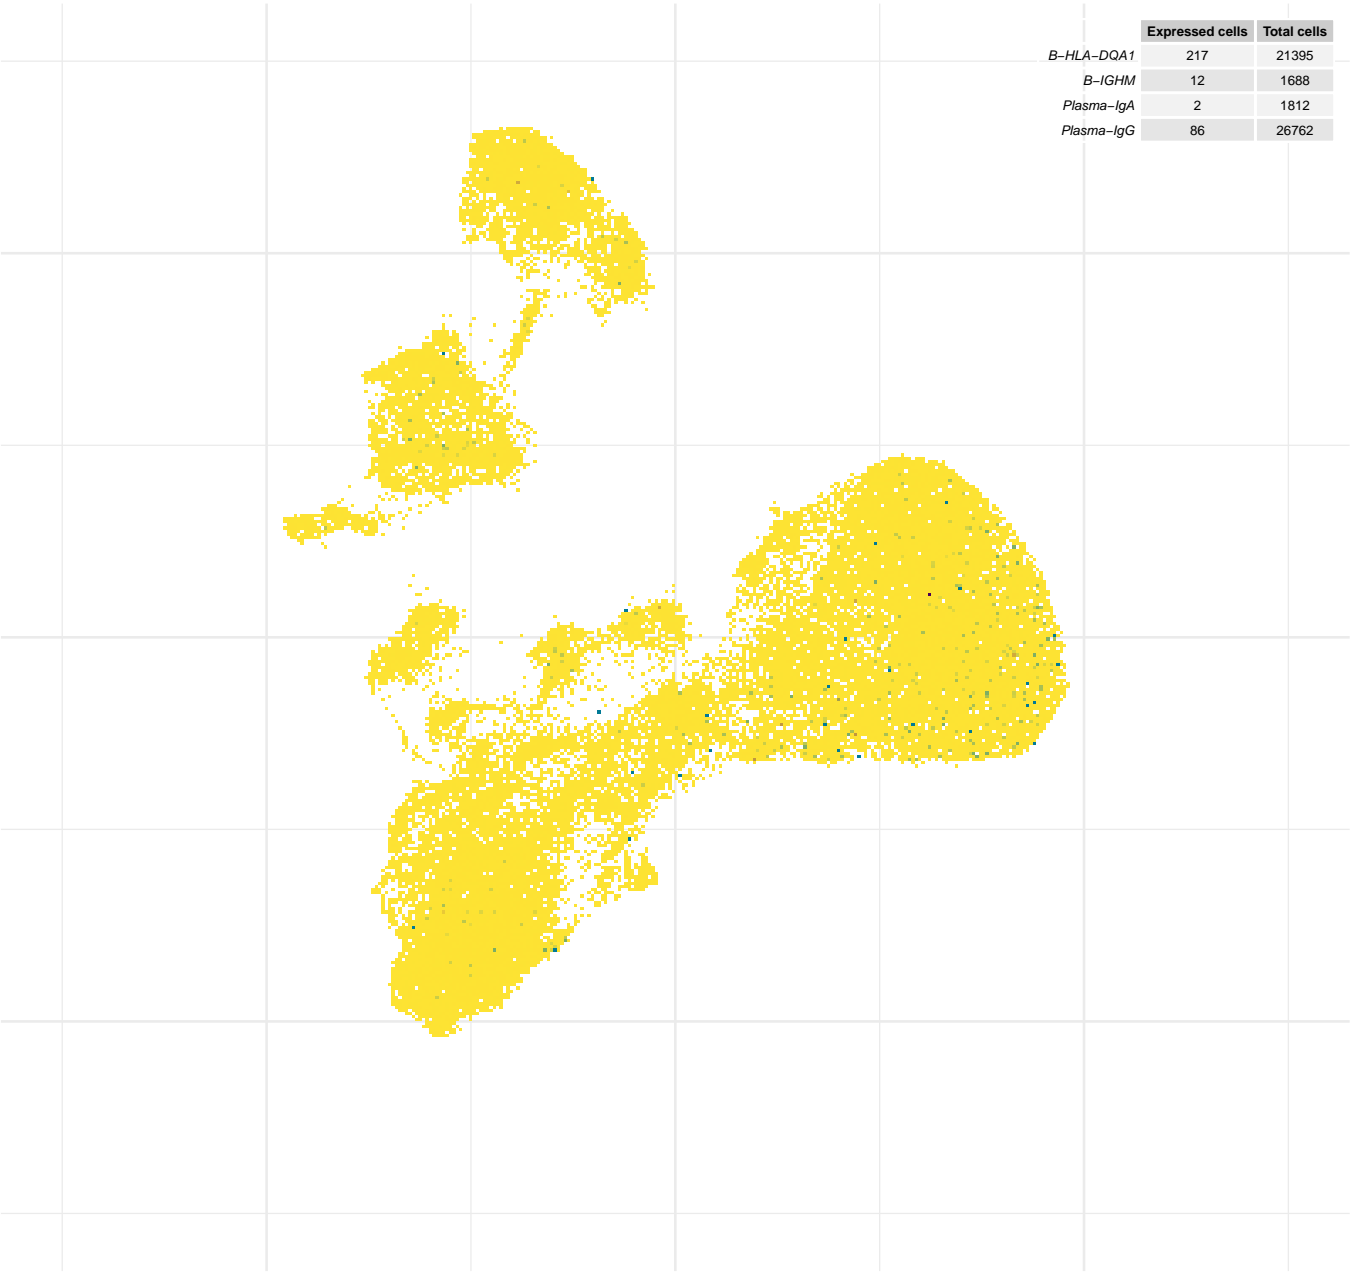 Expressed cells Total cells
B−HLA−DQA1 217 21395
B−IGHM 12 1688
Plasma−IgA 2 1812
Plasma−IgG 86 26762